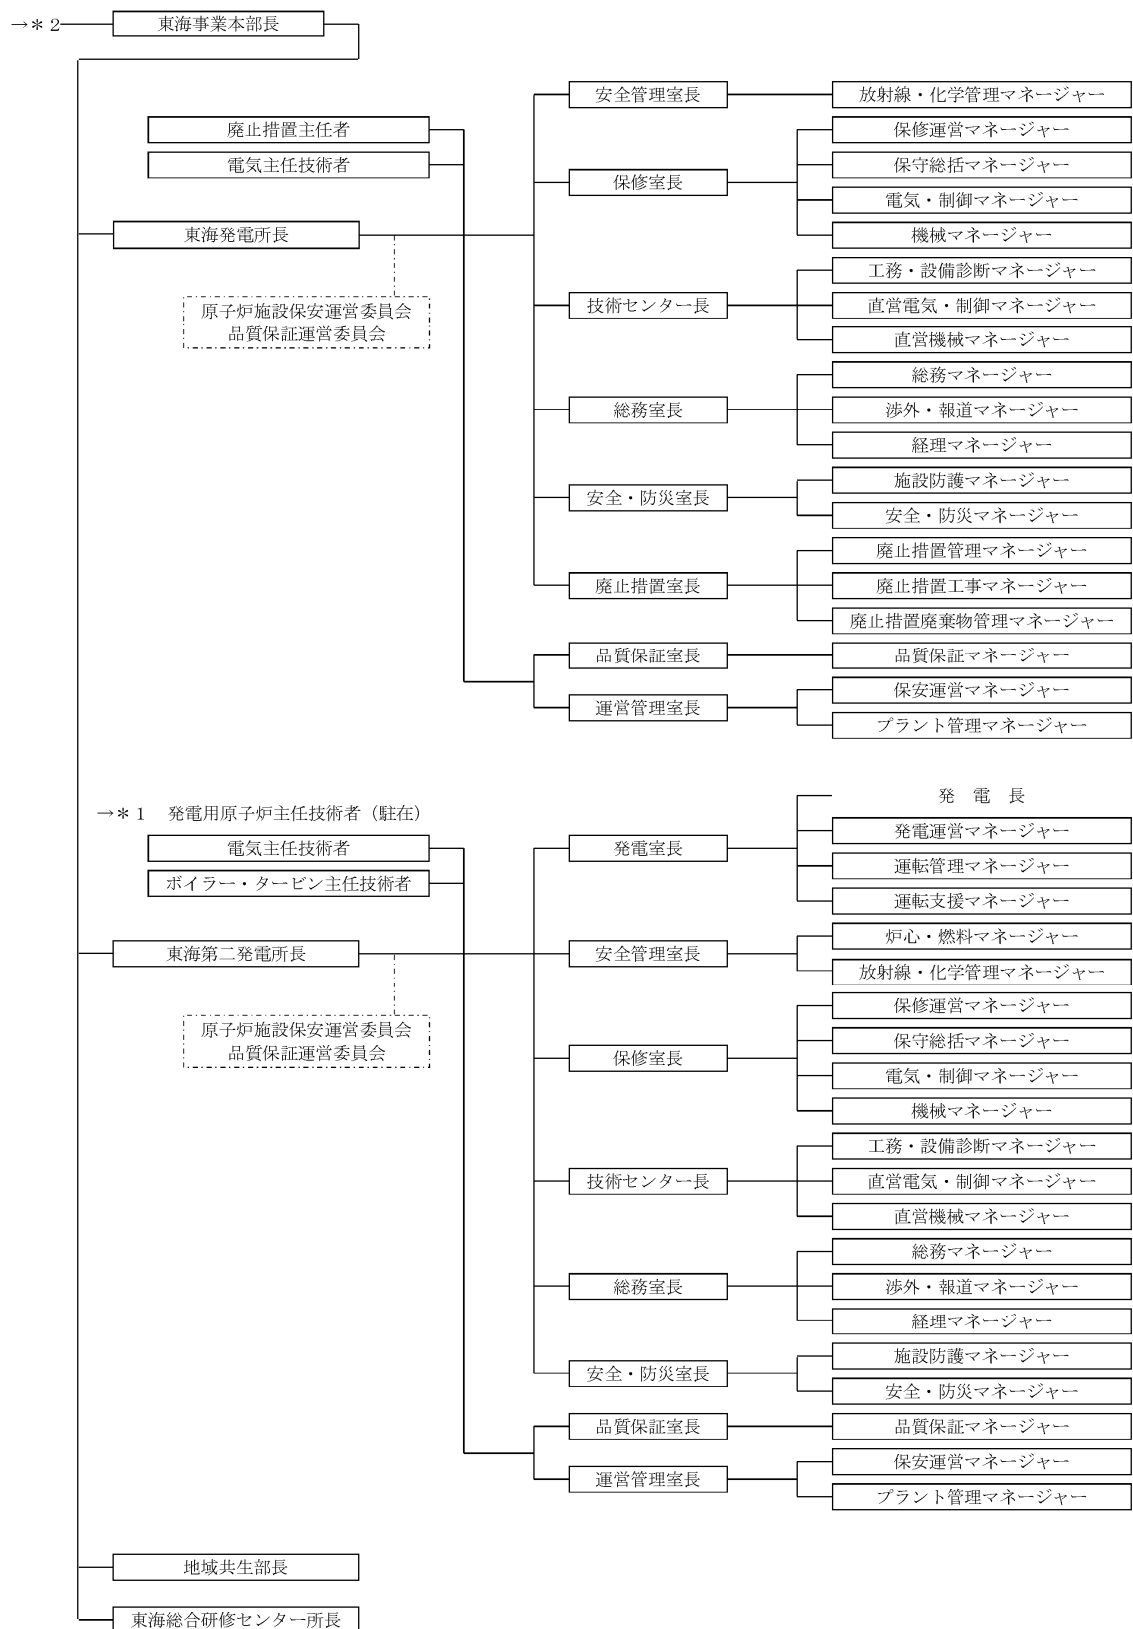 →＊２
東海事業本部長
安全管理室長
放射線・化学管理マネージャー
廃止措置主任者
保修運営マネージャー
電気主任技術者
保守総括マネージャー
保修室長
電気・制御マネージャー
東海発電所長
機械マネージャー
工務・設備診断マネージャー
原子炉施設保安運営委員会
品質保証運営委員会
技術センター長
直営電気・制御マネージャー
直営機械マネージャー
総務マネージャー
総務室長
渉外・報道マネージャー
経理マネージャー
施設防護マネージャー
安全・防災室長
安全・防災マネージャー
廃止措置管理マネージャー
廃止措置室長
廃止措置工事マネージャー
廃止措置廃棄物管理マネージャー
品質保証室長
品質保証マネージャー
保安運営マネージャー
運営管理室長
プラント管理マネージャー
発　電　長
→＊１　発電用原子炉主任技術者（駐在）
発電運営マネージャー
電気主任技術者
発電室長
運転管理マネージャー
ボイラー・タービン主任技術者
運転支援マネージャー
炉心・燃料マネージャー
東海第二発電所長
安全管理室長
放射線・化学管理マネージャー
保修運営マネージャー
原子炉施設保安運営委員会
品質保証運営委員会
保守総括マネージャー
保修室長
電気・制御マネージャー
機械マネージャー
工務・設備診断マネージャー
技術センター長
直営電気・制御マネージャー
直営機械マネージャー
総務マネージャー
総務室長
渉外・報道マネージャー
経理マネージャー
施設防護マネージャー
安全・防災室長
安全・防災マネージャー
品質保証室長
品質保証マネージャー
保安運営マネージャー
運営管理室長
プラント管理マネージャー
地域共生部長
東海総合研修センター所長